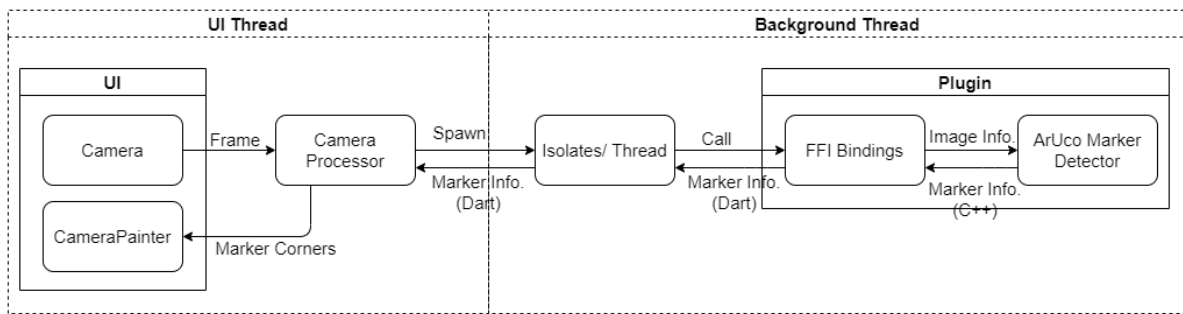 UI Thread
Background Thread
UI
Plugin
Camera
Frame
Camera
Processor
Spawn
Marker Info.
(Dart)
Isolates/ Thread
Call
Marker Info.
(Dart)
FFI Bindings
Image Info.
Marker Info.
(C++)
ArUco Marker
Detector
CameraPainter
Marker Corners